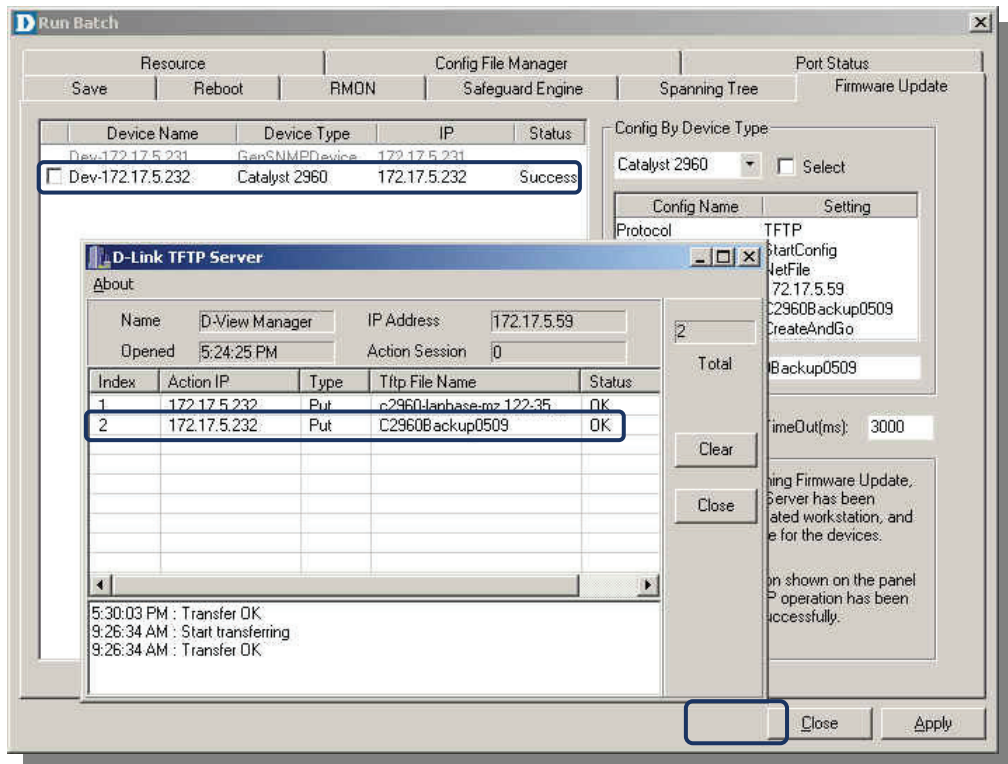 Run Batch
Resource Config File Manager Port Status
Save Reboot RMON Safeguard Engine Spanning Tree Firmware Update
Device Name Device Type IP Status
Dev-172.17.5.231 GenSNMPDevice 172.17.5.231
Dev-172.17.5.232 Catalyst 2960 172.17.5.232 Success
Config By Device Type
Catalyst 2960 Select
Config Name Setting
Protocol TFTP
StartConfig
NetFile
72.17.5.59
C2960Backup0509
CreateAndGo
Backup0509
TimeOut(ms): 3000
Firmware Update,
Server has been
workstation, and
for the devices.
shown on the panel
operation has been
D-Link TFTP Server
About
Name D-View Manager IP Address 172.17.5.59
Opened 5:24:25 PM Action Session 0
2
Total
Index Action IP Type Tftp File Name Status
1 172.17.5.232 Put c2960-lanbase-mz.122-35. OK
2 172.17.5.232 Put C2960Backup0509 OK
Clear
Close
5:30:03 PM : Transfer OK
9:26:34 AM : Start transferring
9:26:34 AM : Transfer OK
Close Apply